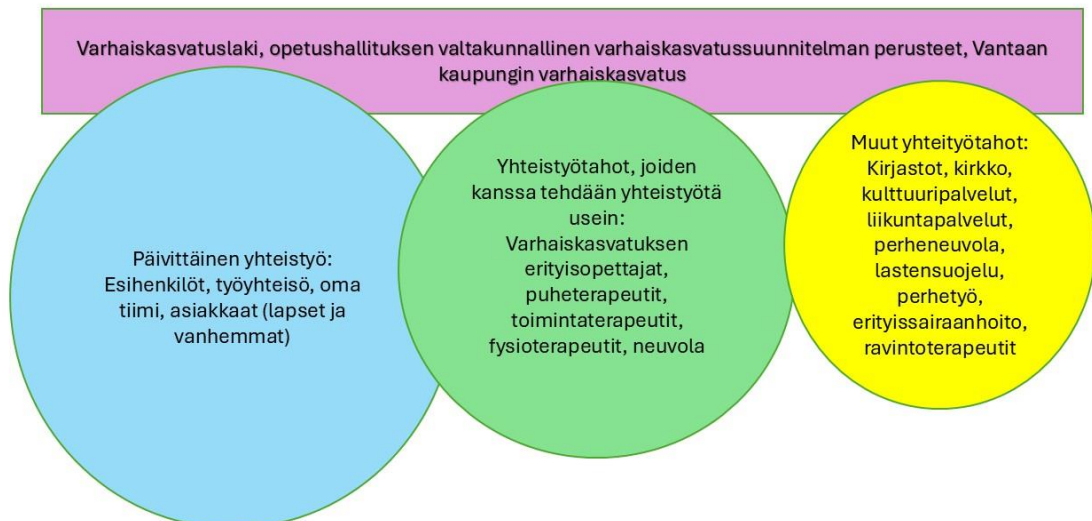 Varhaiskasvatuslaki, opetushallituksen valtakunnallinen varhaiskasvatussuunnitelman perusteet, Vantaan
kaupungin varhaiskasvatus
Päivittäinen yhteistyö:
Esihenkilöt, työyhteisö, oma
tiimi, asiakkaat (lapset ja
vanhemmat)
Yhteistyötahot, joiden
kanssa tehdään yhteistyötä
usein:
Varhaiskasvatuksen
erityisopettajat,
puheterapeutit,
toimintaterapeutit,
fysioterapeutit, neuvola
Muut yhteityötahot:
Kirjastot, kirkko,
kulttuuripalvelut,
liikuntapalvelut,
perheneuvola,
lastensuojelu,
perhetyö,
erityissairaanhoito,
ravintoterapeutit